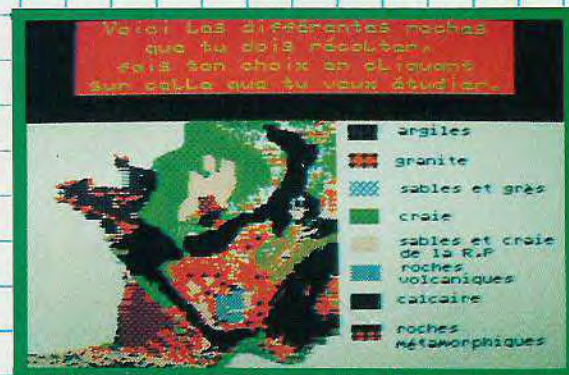 Voici les différentes roches
que tu dois récolter.
fais ton choix en cliquant
sur celle que tu veux étudier.
argiles
granite
sables et grès
craie
sables et craie
de la R.P
roches
volcaniques
calcaire
roches
métamorphiques